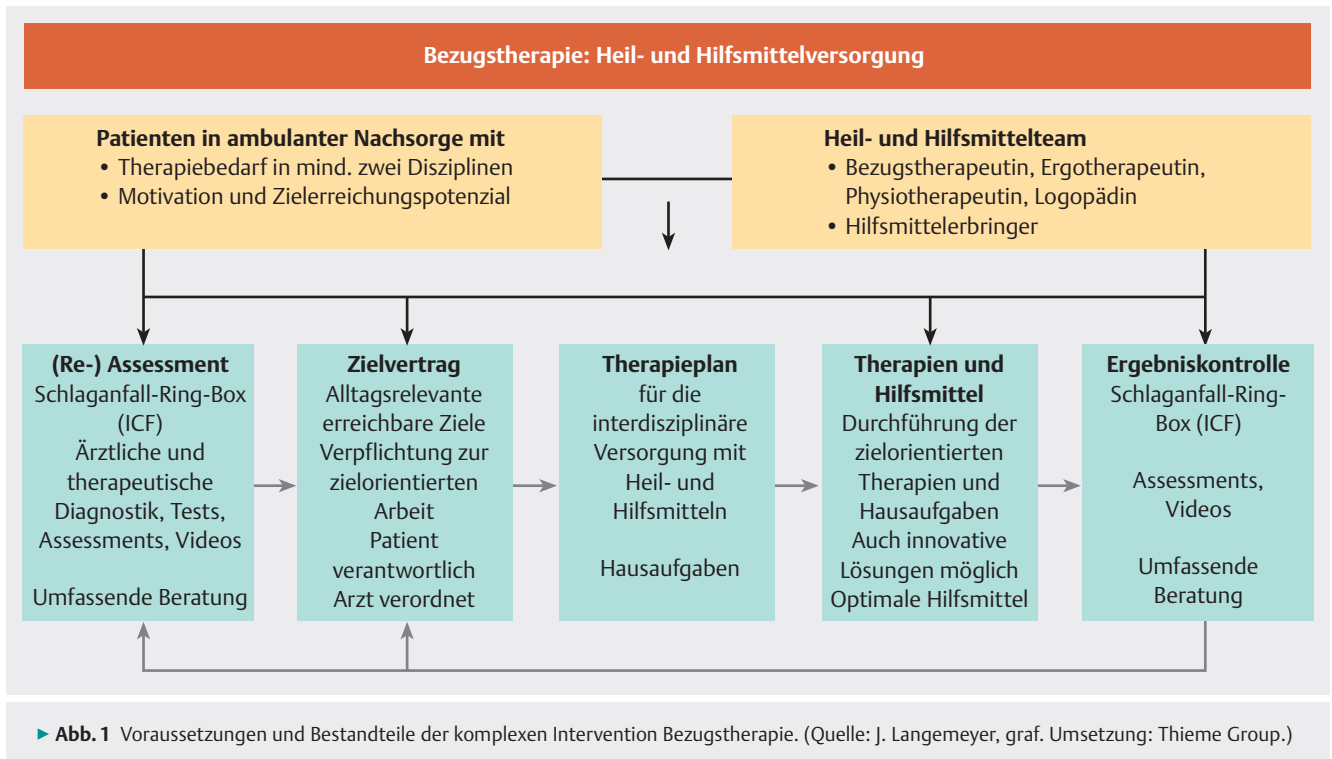 Bezugstherapie: Heil- und Hilfsmittelversorgung
Patienten in ambulanter Nachsorge mit
• Therapiebedarf in mind. zwei Disziplinen
• Motivation und Zielerreichungspotenzial
Heil- und Hilfsmittelteam
• Bezugstherapeutin, Ergotherapeutin,
Physiotherapeutin, Logopädin
• Hilfsmittelerbringer
(Re-) Assessment
Schlaganfall-Ring-Box
(ICF)
Ärztliche und
therapeutische
Diagnostik, Tests,
Assessments, Videos
Umfassende Beratung
Zielvertrag
Alltagsrelevante
erreichbare Ziele
Verpflichtung zur
zielorientierten
Arbeit
Patient
verantwortlich
Arzt verordnet
Therapieplan
für die
interdisziplinäre
Versorgung mit
Heil- und
Hilfsmitteln
Hausaufgaben
Therapien und
Hilfsmittel
Durchführung der
zielorientierten
Therapien und
Hausaufgaben
Auch innovative
Lösungen möglich
Optimale Hilfsmittel
Ergebniskontrolle
Schlaganfall-Ring-
Box (ICF)
Assessments,
Videos
Umfassende
Beratung
▶ Abb. 1 Voraussetzungen und Bestandteile der komplexen Intervention Bezugstherapie. (Quelle: J. Langemeyer, graf. Umsetzung: Thieme Group.)